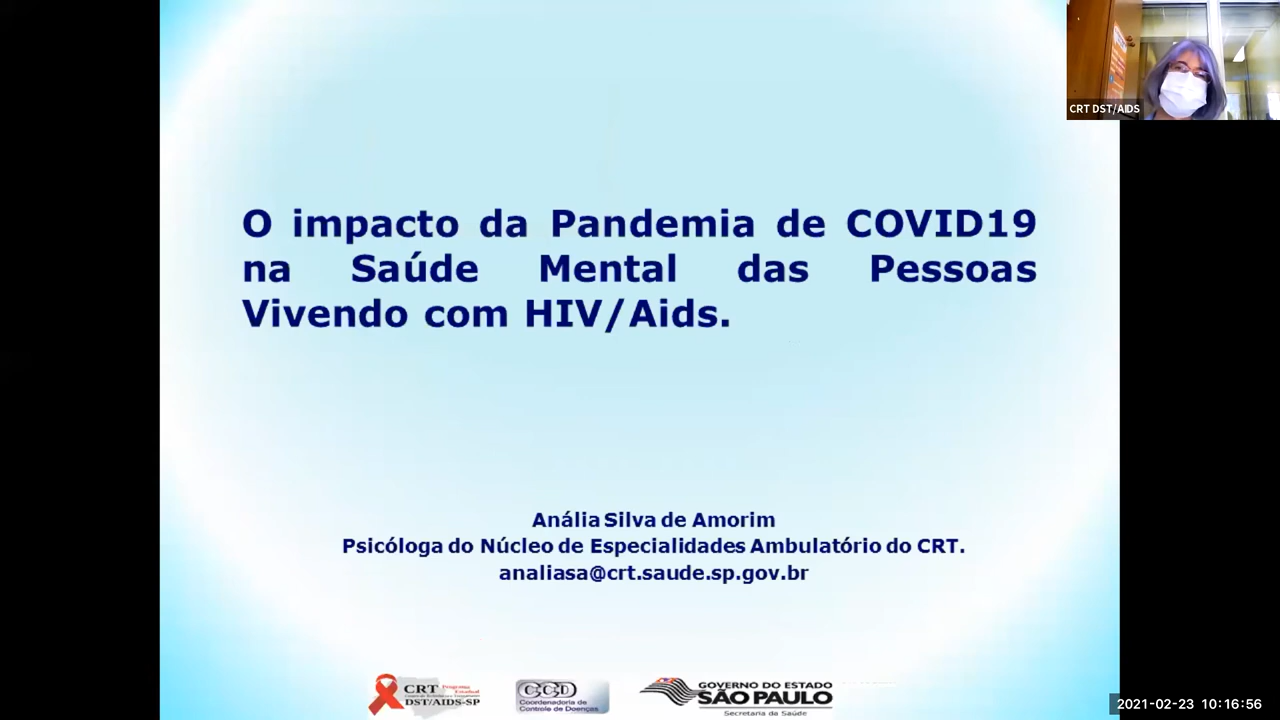 CRT DST/AIDS
O impacto da Pandemia de COVID19
na Saúde Mental das Pessoas
Vivendo com HIV/Aids.
Anália Silva de Amorim
Psicóloga do Núcleo de Especialidades Ambulatório do CRT.
analiasa@crt.saude.sp.gov.br
CRT
Programa
Estadual
DST/AIDS-SP
CCD
Coordenadoria de
Controle de Doenças
GOVERNO DO ESTADO
SÃO PAULO
Secretaria da Saúde
2021-02-23 10:16:56